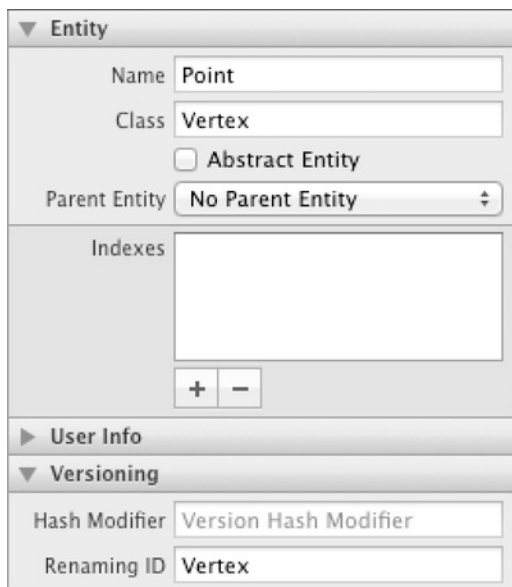 Entity
Name Point
Class Vertex
Abstract Entity
Parent Entity No Parent Entity
Indexes
+ −
User Info
Versioning
Hash Modifier Version Hash Modifier
Renaming ID Vertex